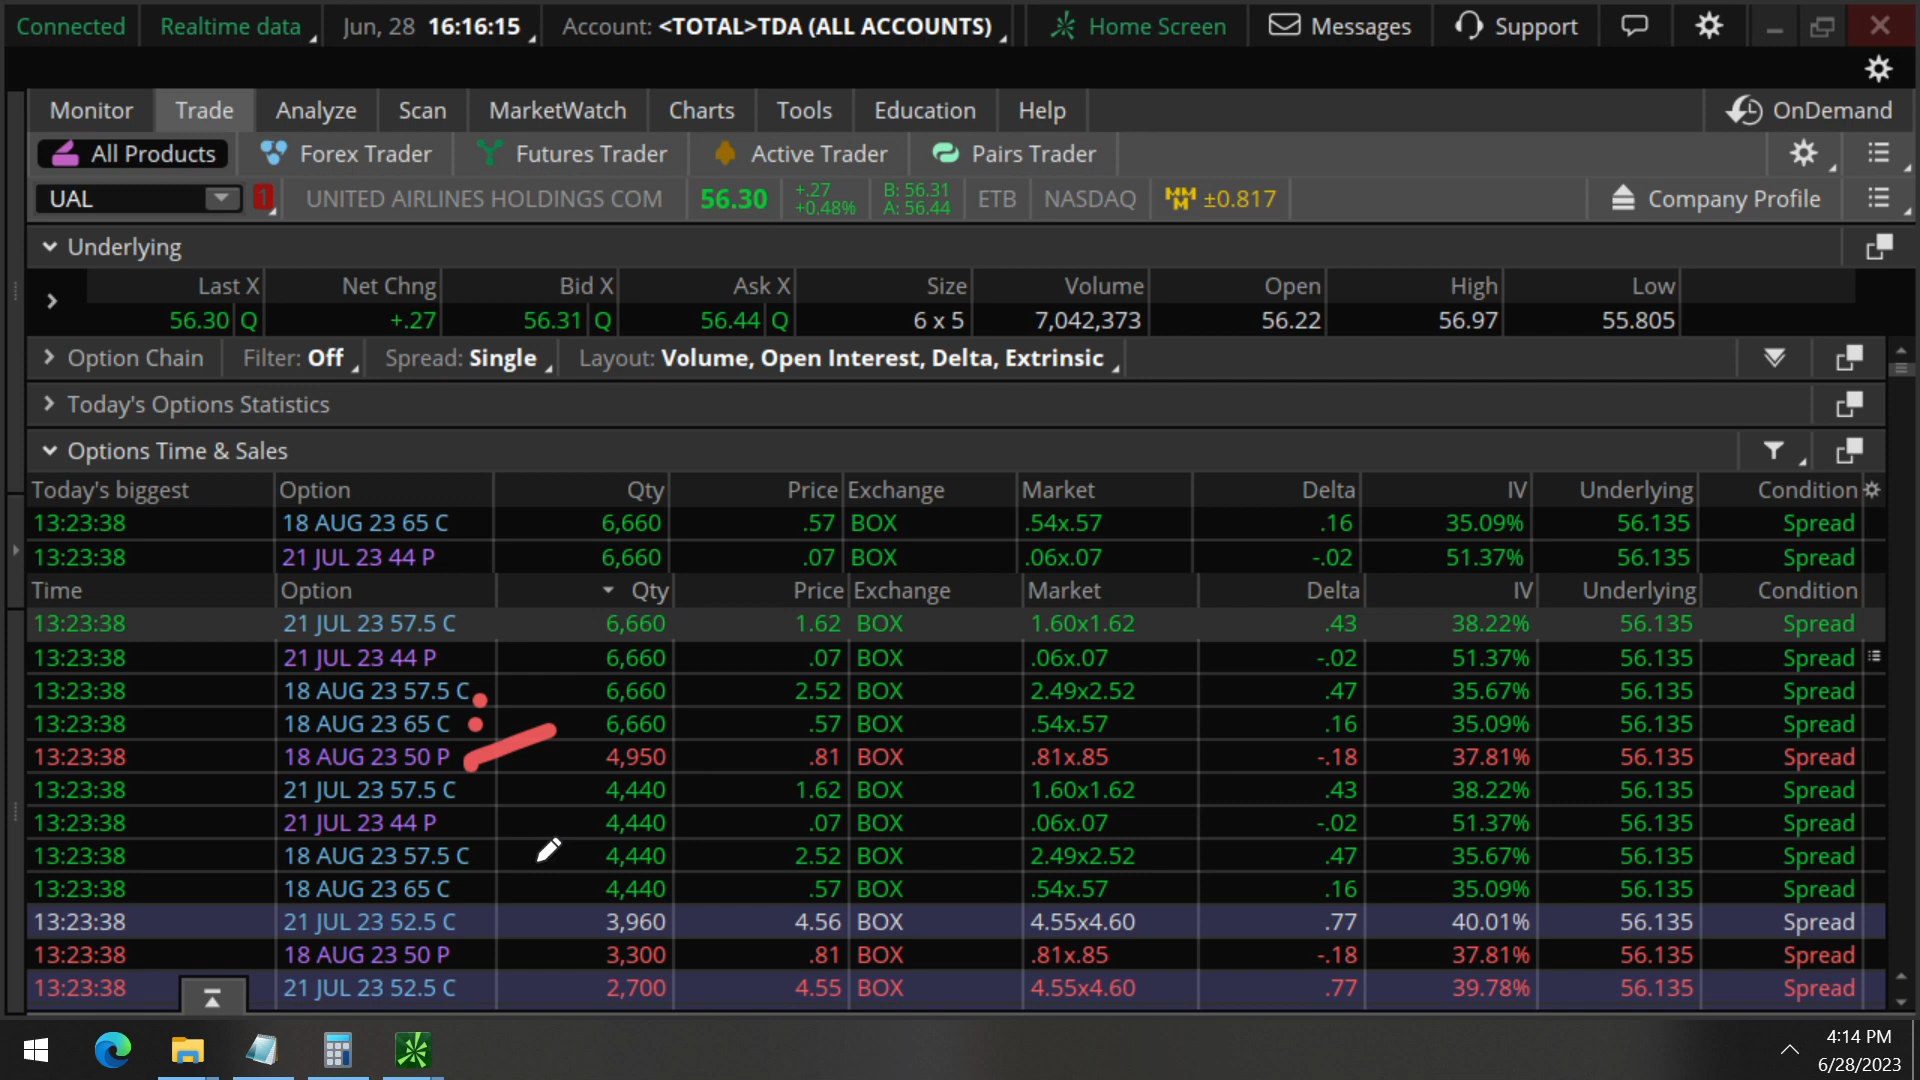 Connected Realtime data Jun, 28 16:16:15 Account: <TOTAL>TDA (ALL ACCOUNTS) Home Screen Messages Support
Monitor Trade Analyze Scan MarketWatch Charts Tools Education Help OnDemand
All Products Forex Trader Futures Trader Active Trader Pairs Trader
UAL 1 UNITED AIRLINES HOLDINGS COM 56.30 +.27 B: 56.31 ETB NASDAQ MMM ±0.817 Company Profile
+0.48% A: 56.44
Underlying
Last X Net Chng Bid X Ask X Size Volume Open High Low
56.30 Q +.27 56.31 Q 56.44 Q 6 x 5 7,042,373 56.22 56.97 55.805
Option Chain Filter: Off Spread: Single Layout: Volume, Open Interest, Delta, Extrinsic
Today's Options Statistics
Options Time & Sales
Today's biggest Option Qty Price Exchange Market Delta IV Underlying Condition
13:23:38 18 AUG 23 65 C 6,660 .57 BOX .54x.57 .16 35.09% 56.135 Spread
13:23:38 21 JUL 23 44 P 6,660 .07 BOX .06x.07 -.02 51.37% 56.135 Spread
Time Option Qty Price Exchange Market Delta IV Underlying Condition
13:23:38 21 JUL 23 57.5 C 6,660 1.62 BOX 1.60x1.62 .43 38.22% 56.135 Spread
13:23:38 21 JUL 23 44 P 6,660 .07 BOX .06x.07 -.02 51.37% 56.135 Spread
13:23:38 18 AUG 23 57.5 C 6,660 2.52 BOX 2.49x2.52 .47 35.67% 56.135 Spread
13:23:38 18 AUG 23 65 C 6,660 .57 BOX .54x.57 .16 35.09% 56.135 Spread
13:23:38 18 AUG 23 50 P 4,950 .81 BOX .81x.85 -.18 37.81% 56.135 Spread
13:23:38 21 JUL 23 57.5 C 4,440 1.62 BOX 1.60x1.62 .43 38.22% 56.135 Spread
13:23:38 21 JUL 23 44 P 4,440 .07 BOX .06x.07 -.02 51.37% 56.135 Spread
13:23:38 18 AUG 23 57.5 C 4,440 2.52 BOX 2.49x2.52 .47 35.67% 56.135 Spread
13:23:38 18 AUG 23 65 C 4,440 .57 BOX .54x.57 .16 35.09% 56.135 Spread
13:23:38 21 JUL 23 52.5 C 3,960 4.56 BOX 4.55x4.60 .77 40.01% 56.135 Spread
13:23:38 18 AUG 23 50 P 3,300 .81 BOX .81x.85 -.18 37.81% 56.135 Spread
13:23:38 21 JUL 23 52.5 C 2,700 4.55 BOX 4.55x4.60 .77 39.78% 56.135 Spread
4:14 PM
6/28/2023